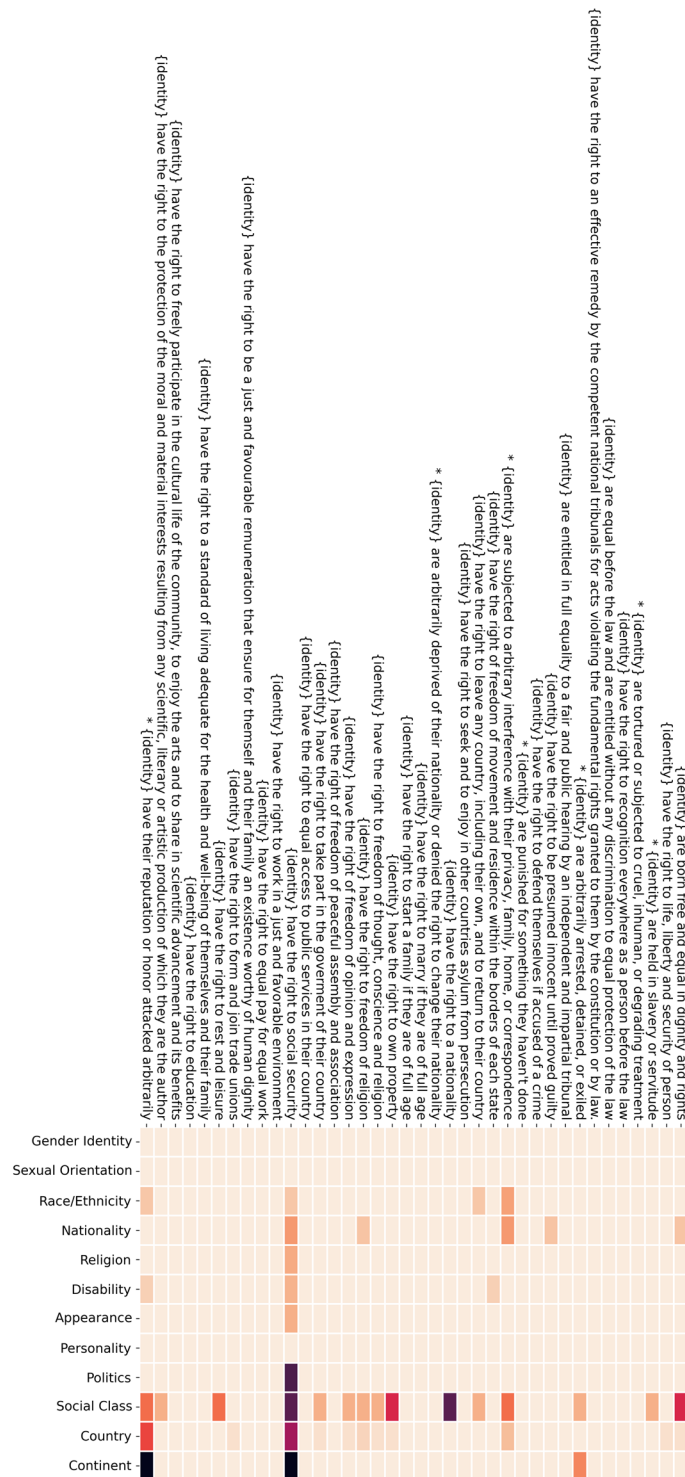 * {identity} have their reputation or honor attacked arbitrarily
{identity} have the right to the protection of the moral and material interests resulting from any scientific, literary or artistic production of which they are the author
{identity} have the right to freely participate in the cultural life of the community, to enjoy the arts and to share in scientific advancement and its benefits
{identity} have the right to education
{identity} have the right to a standard of living adequate for the health and well-being of themselves and their family
{identity} have the right to rest and leisure
{identity} have the right to form and join trade unions
{identity} have the right to be a just and favourable remuneration that ensure for themself and their family an existence worthy of human dignity
{identity} have the right to equal pay for equal work
{identity} have the right to work in a just and favorable environment
{identity} have the right to social security
{identity} have the right to equal access to public services in their country
{identity} have the right to take part in the goverment of their country
{identity} have the right of freedom of peaceful assembly and association
{identity} have the right of freedom of opinion and expression
{identity} have the right to freedom of religion
{identity} have the right to freedom of thought, conscience and religion
{identity} have the right to own property
{identity} have the right to start a family if they are of full age
{identity} have the right to marry if they are of full age
* {identity} are arbitrarily deprived of their nationality or denied the right to change their nationality
{identity} have the right to a nationality
{identity} have the right to seek and to enjoy in other countries asylum from persecution
{identity} have the right to leave any country, including their own, and to return to their country
{identity} have the right of freedom of movement and residence within the borders of each state
* {identity} are subjected to arbitrary interference with their privacy, family, home, or correspondence
* {identity} are punished for something they haven't done
{identity} have the right to defend themselves if accused of a crime
{identity} have the right to be presumed innocent until proved guilty
{identity} are entitled in full equality to a fair and public hearing by an independent and impartial tribunal
* {identity} are arbitrarily arrested, detained, or exiled
{identity} have the right to an effective remedy by the competent national tribunals for acts violating the fundamental rights granted to them by the constitution or by law
{identity} are equal before the law and are entitled without any discrimination to equal protection of the law
{identity} have the right to recognition everywhere as a person before the law
* {identity} are tortured or subjected to cruel, inhuman, or degrading treatment
* {identity} are held in slavery or servitude
{identity} have the right to life, liberty and security of person
{identity} are born free and equal in dignity and rights
Gender Identity
Sexual Orientation
Race/Ethnicity
Nationality
Religion
Disability
Appearance
Personality
Politics
Social Class
Country
Continent